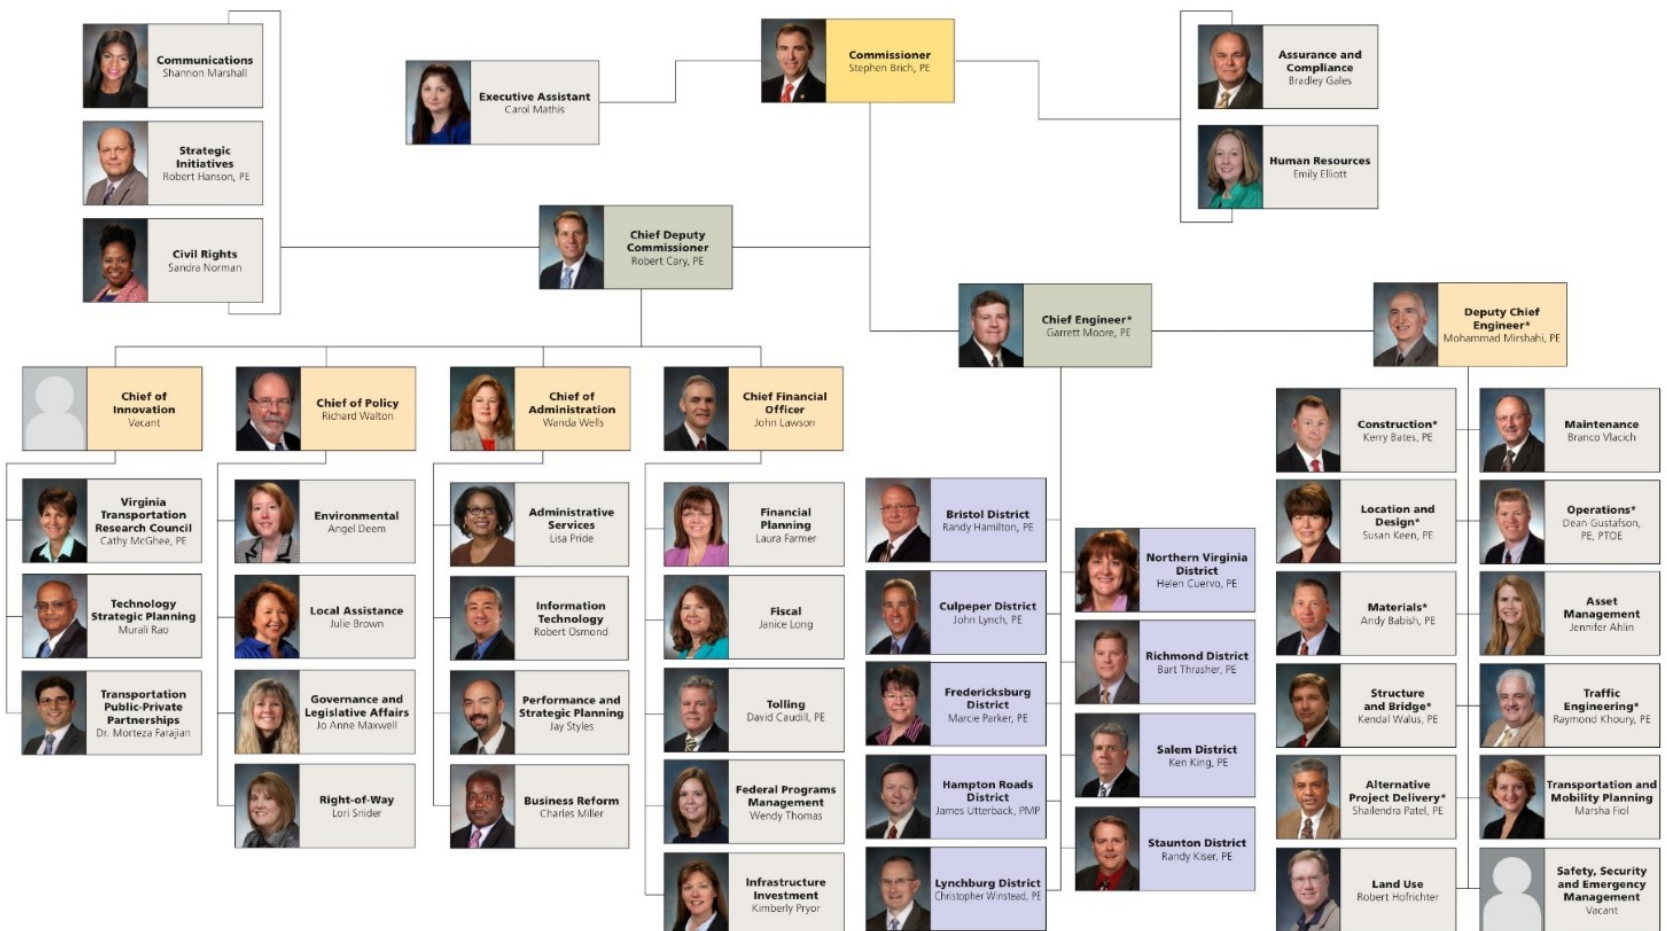 Communications
Shannon Marshall
Strategic
Initiatives
Robert Hanson, PE
Civil Rights
Sandra Norman
Executive Assistant
Carol Mathis
Commissioner
Stephen Brich, PE
Assurance and
Compliance
Bradley Gales
Human Resources
Emily Elliott
Chief Deputy
Commissioner
Robert Cary, PE
Chief Engineer*
Garrett Moore, PE
Deputy Chief
Engineer*
Mohammad Mirshahi, PE
Chief of
Innovation
Vacant
Virginia
Transportation
Research Council
Cathy McGhee, PE
Technology
Strategic Planning
Murali Rao
Transportation
Public-Private
Partnerships
Dr. Morteza Farajian
Chief of Policy
Richard Walton
Environmental
Angel Deem
Local Assistance
Julie Brown
Governance and
Legislative Affairs
Jo Anne Maxwell
Right-of-Way
Lori Snider
Chief of
Administration
Wanda Wells
Administrative
Services
Lisa Pride
Information
Technology
Robert Osmond
Performance and
Strategic Planning
Jay Styles
Business Reform
Charles Miller
Chief Financial
Officer
John Lawson
Financial
Planning
Laura Farmer
Fiscal
Janice Long
Tolling
David Caudill, PE
Federal Programs
Management
Wendy Thomas
Infrastructure
Investment
Kimberly Pryor
Bristol District
Randy Hamilton, PE
Culpeper District
John Lynch, PE
Fredericksburg
District
Marcie Parker, PE
Hampton Roads
District
James Utterback, PMP
Lynchburg District
Christopher Winstead, PE
Northern Virginia
District
Helen Cuervo, PE
Richmond District
Bart Thrasher, PE
Salem District
Ken King, PE
Staunton District
Randy Kiser, PE
Construction*
Kerry Bates, PE
Location and
Design*
Susan Keen, PE
Materials*
Andy Babish, PE
Structure
and Bridge*
Kendal Walus, PE
Alternative
Project Delivery*
Shailendra Patel, PE
Land Use
Robert Hofrichter
Maintenance
Branco Vlacich
Operations*
Dean Gustafson,
PE, PTOE
Asset
Management
Jennifer Ahlin
Traffic
Engineering*
Raymond Khoury, PE
Transportation and
Mobility Planning
Marsha Fiol
Safety, Security
and Emergency
Management
Vacant